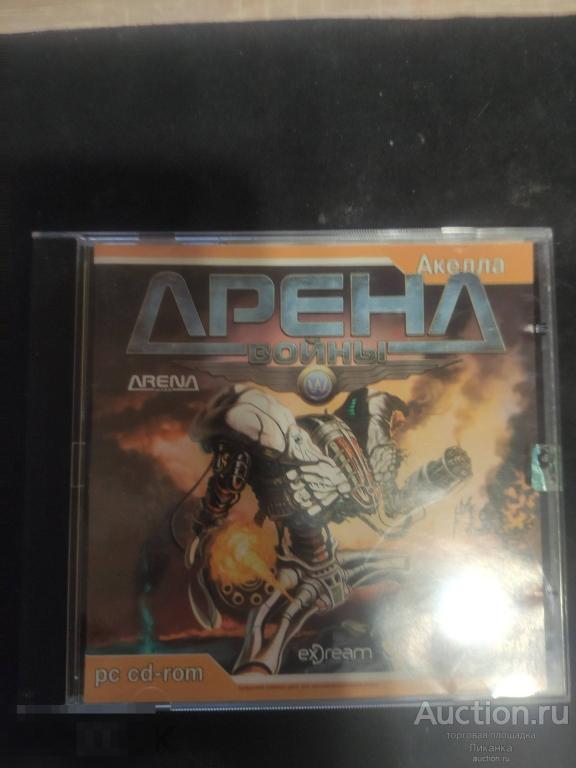 Акелла
АРЕНА
ВОЙНЫ
W
ARENA
exDream
pc cd-rom
Auction.ru
торговая площадка
Ликанка
auction.ru